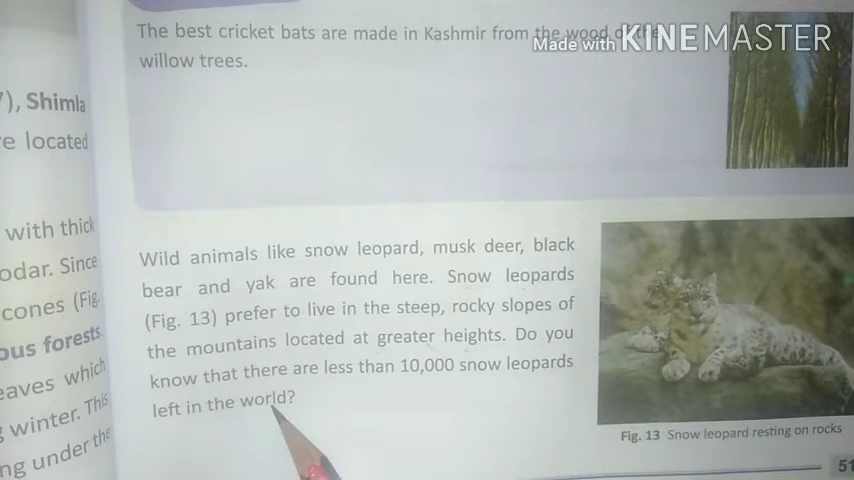 The best cricket bats are made in Kashmir from the wood of the
willow trees.
Made with KINEMASTER
7), Shimla
e located
with thick
odar. Since
cones (Fig.
ous forests.
eaves which
winter. This
ng under the
Wild animals like snow leopard, musk deer, black
bear and yak are found here. Snow leopards
(Fig. 13) prefer to live in the steep, rocky slopes of
the mountains located at greater heights. Do you
know that there are less than 10,000 snow leopards
left in the world?
Fig. 13 Snow leopard resting on rocks
51